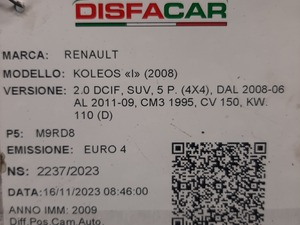 DISFACAR
MARCA: RENAULT
MODELLO: KOLEOS «I» (2008)
VERSIONE: 2.0 DCIF, SUV, 5 P. (4X4), DAL 2008-06
AL 2011-09, CM3 1995, CV 150, KW.
110 (D)
P5: M9RD8
EMISSIONE: EURO 4
NS: 2237/2023
DATA:16/11/2023 08:46:00
ANNO IMM: 2009
Diff.Pos.Cam.Auto.